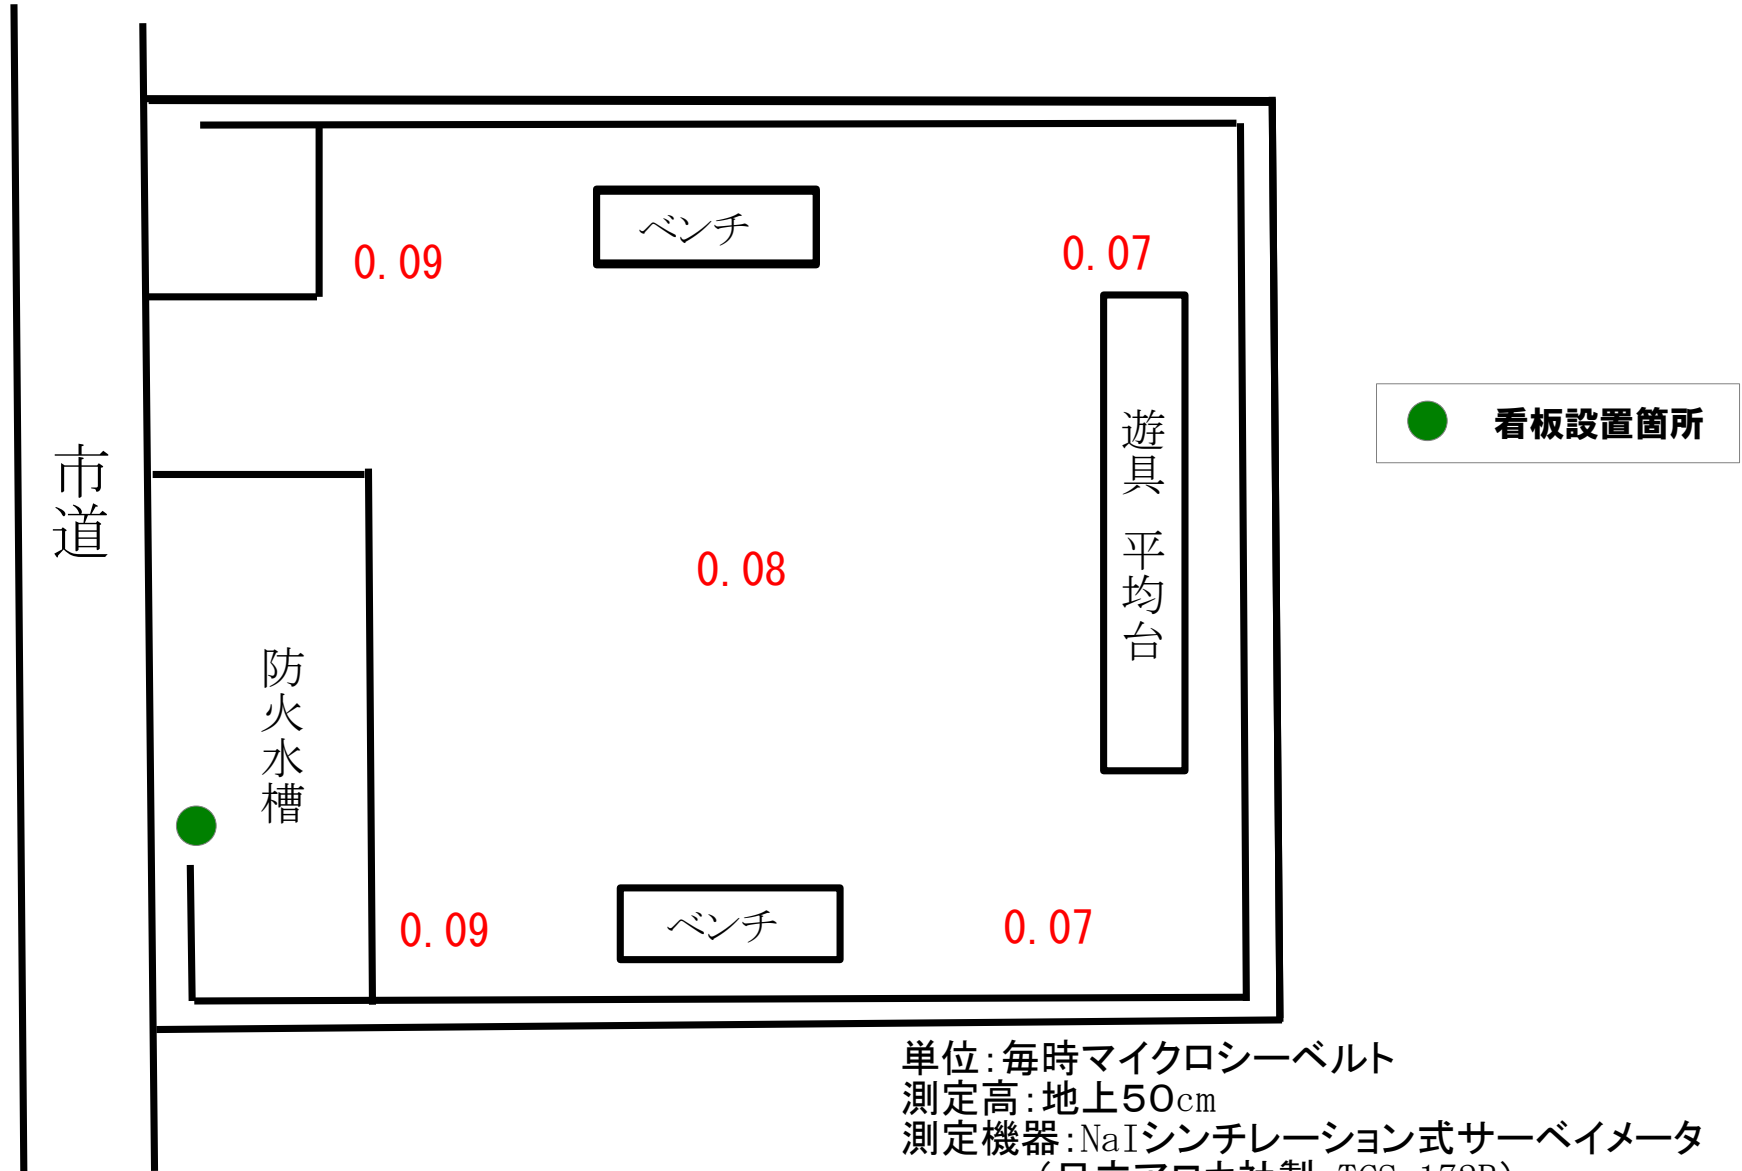 ベンチ
0.09
0.07
遊具 平均台
看板設置箇所
市道
0.08
防火水槽
0.09
ベンチ
0.07
単位:毎時マイクロシーベルト
測定高:地上50cm
測定機器:NaIシンチレーション式サーベイメータ